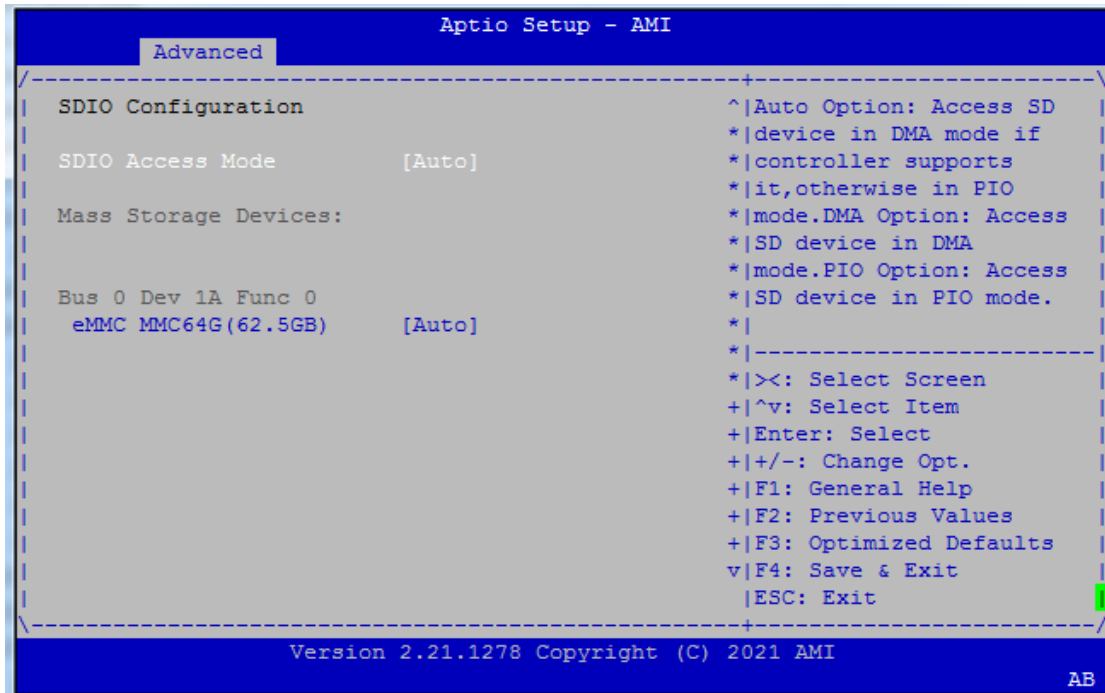 Aptio Setup - AMI
Advanced
/----------------------------------------------------+-------------------------\
| SDIO Configuration ^|Auto Option: Access SD |
| *|device in DMA mode if |
| SDIO Access Mode [Auto] *|controller supports |
| *|it,otherwise in PIO |
| Mass Storage Devices: *|mode.DMA Option: Access |
| *|SD device in DMA |
| *|mode.PIO Option: Access |
| Bus 0 Dev 1A Func 0 *|SD device in PIO mode. |
| eMMC MMC64G(62.5GB) [Auto] *| |
| *|-------------------------|
| *|><: Select Screen |
| +|^v: Select Item |
| +|Enter: Select |
| +|+/-: Change Opt. |
| +|F1: General Help |
| +|F2: Previous Values |
| +|F3: Optimized Defaults |
| v|F4: Save & Exit |
| |ESC: Exit |
\----------------------------------------------------+-------------------------/
Version 2.21.1278 Copyright (C) 2021 AMI
AB